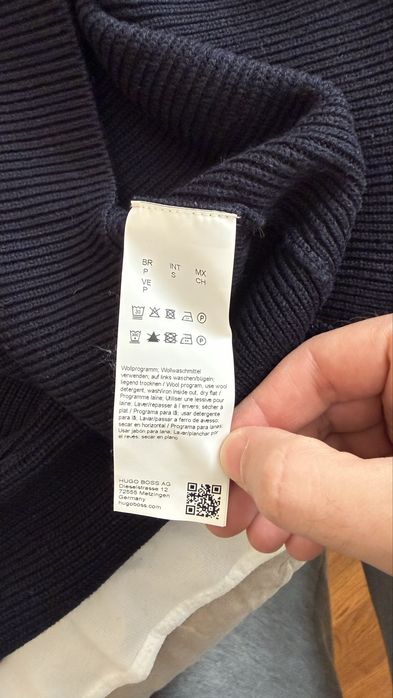 BR INT MX
P S CH
VE
P
Wollprogramm; Wollwaschmittel
verwenden; auf links waschen/bügeln;
liegend trocknen / Wool program, use wool
detergent, wash/iron inside out, dry flat /
Programme laine; Utiliser une lessive pour
laine; Laver/repasser à l'envers; sécher à
plat / Programa para lã; usar detergente
para lã; Lavar/passar a ferro de avesso;
secar en horizontal / Programa para lana;
Usar jabón para lana; Lavar/planchar por
el revés; secar en plano
HUGO BOSS AG
Dieselstrasse 12
72555 Metzingen
Germany
hugoboss.com